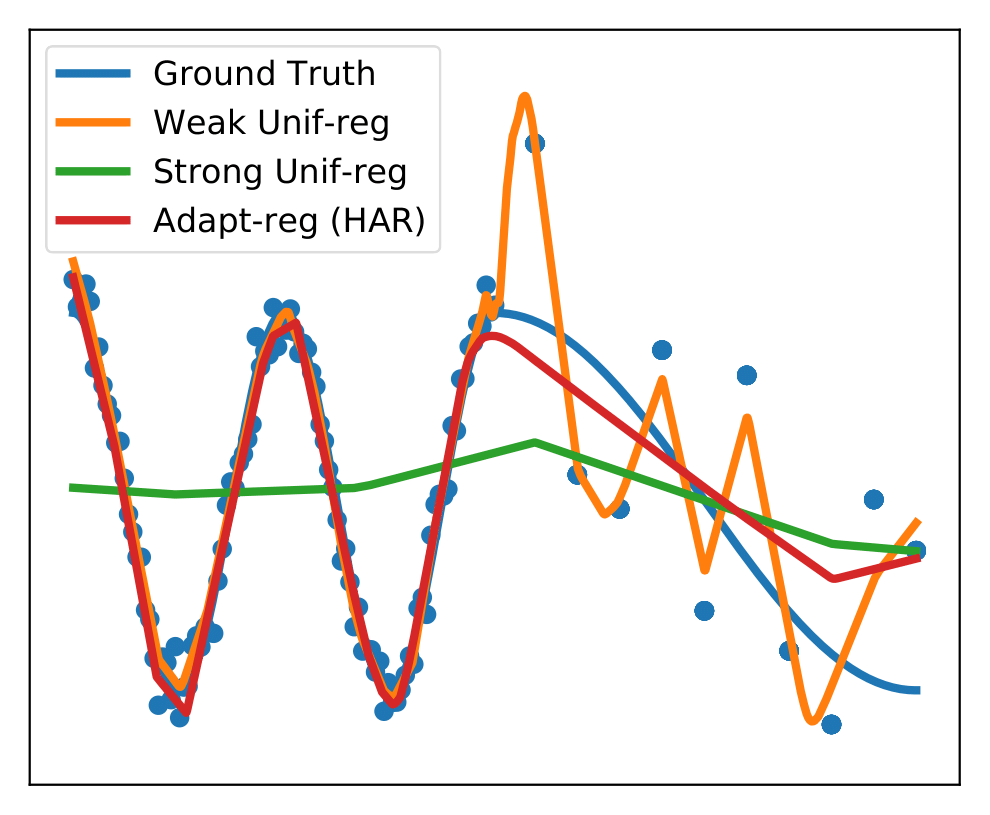 Ground Truth
Weak Unif-reg
Strong Unif-reg
Adapt-reg (HAR)